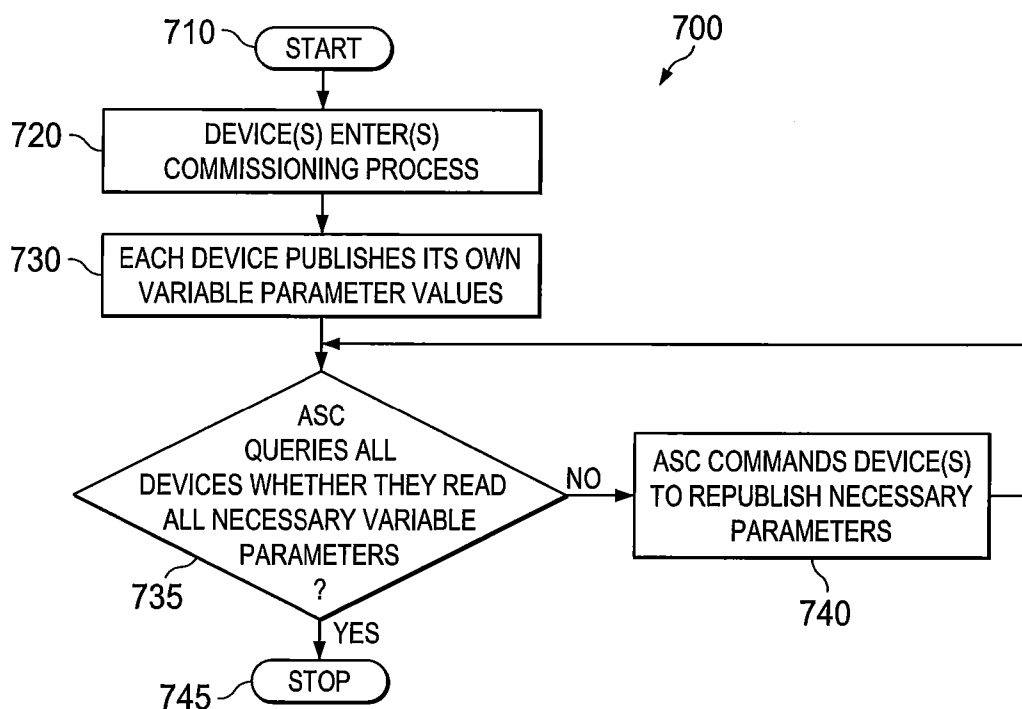 710
START
700
720
DEVICE(S) ENTER(S)
COMMISSIONING PROCESS
730
EACH DEVICE PUBLISHES ITS OWN
VARIABLE PARAMETER VALUES
ASC
QUERIES ALL
DEVICES WHETHER THEY READ
ALL NECESSARY VARIABLE
PARAMETERS
?
735
NO
ASC COMMANDS DEVICE(S)
TO REPUBLISH NECESSARY
PARAMETERS
740
YES
745
STOP